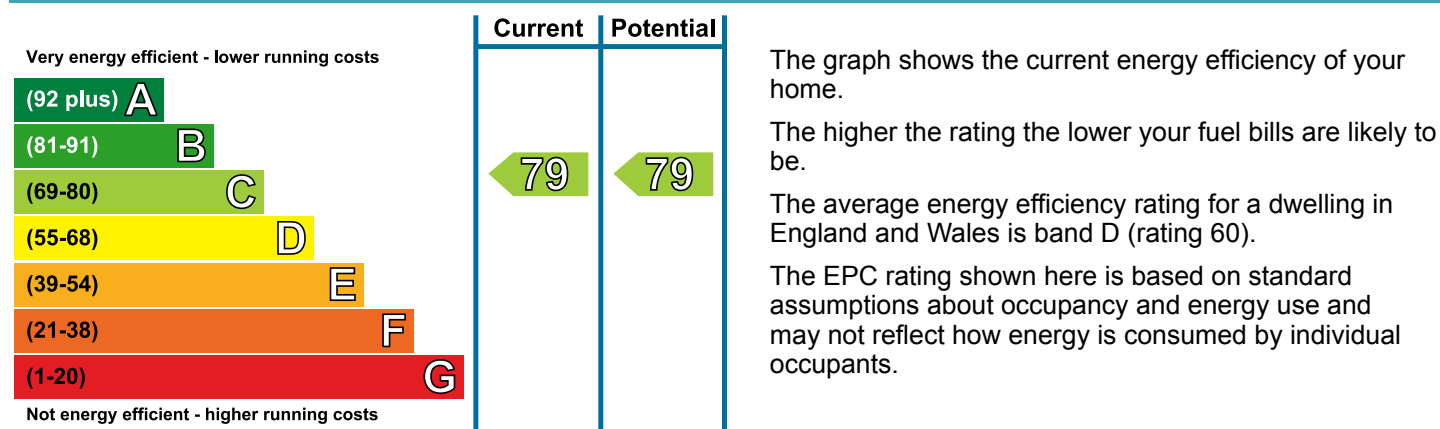 Current Potential
Very energy efficient - lower running costs
(92 plus) A
(81-91) B
(69-80) C
(55-68) D
(39-54) E
(21-38) F
(1-20) G
Not energy efficient - higher running costs
79 79
The graph shows the current energy efficiency of your
home.
The higher the rating the lower your fuel bills are likely to
be.
The average energy efficiency rating for a dwelling in
England and Wales is band D (rating 60).
The EPC rating shown here is based on standard
assumptions about occupancy and energy use and
may not reflect how energy is consumed by individual
occupants.